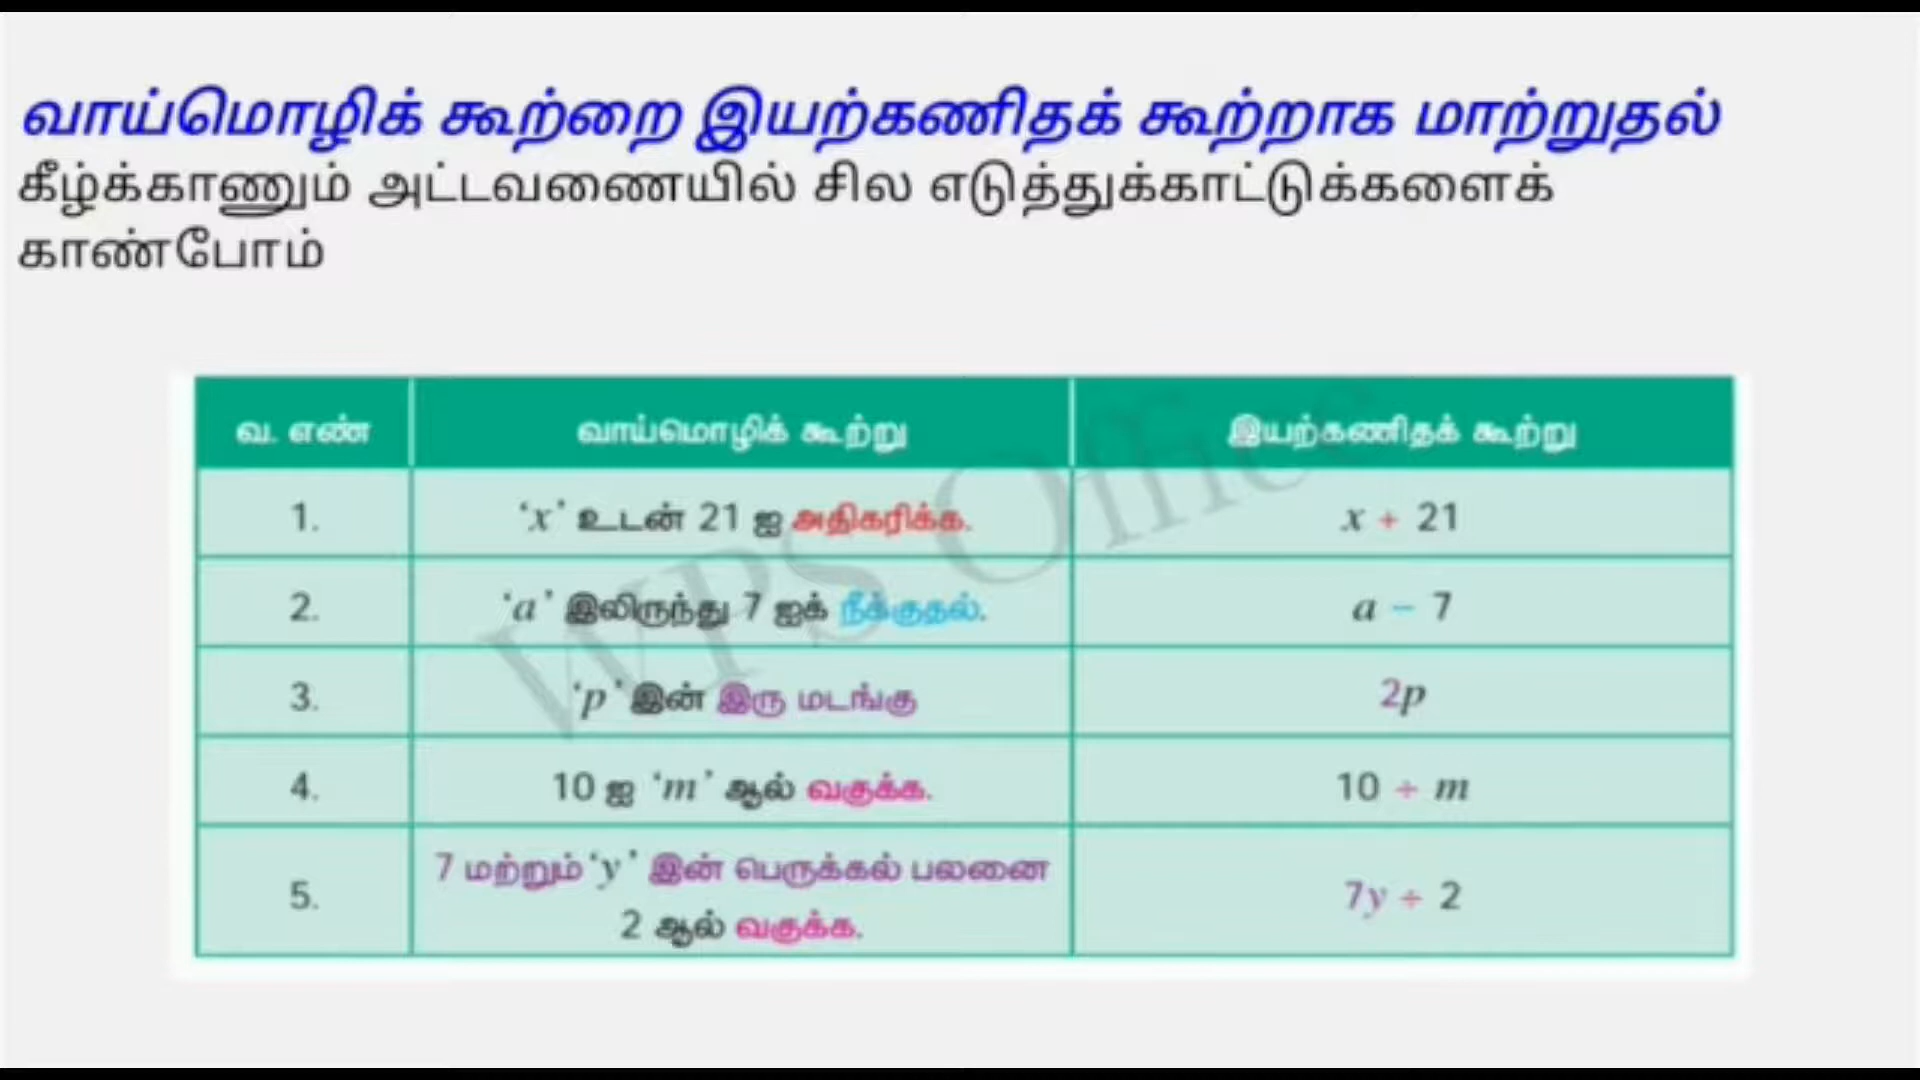 வாய்மொழிக் கூற்றை இயற்கணிதக் கூற்றாக மாற்றுதல்
கீழ்க்காணும் அட்டவணையில் சில எடுத்துக்காட்டுக்களைக்
காண்போம்
வ. எண் வாய்மொழிக் கூற்று இயற்கணிதக் கூற்று
1. ‘x’ உடன் 21 ஐ அதிகரிக்க. x + 21
2. ‘a’ இலிருந்து 7 ஐக் நீக்குதல். a − 7
3. ‘p’ இன் இரு மடங்கு 2p
4. 10 ஐ ‘m’ ஆல் வகுக்க. 10 ÷ m
5. 7 மற்றும் ‘y’ இன் பெருக்கல் பலனை
2 ஆல் வகுக்க. 7y ÷ 2
WPS Office